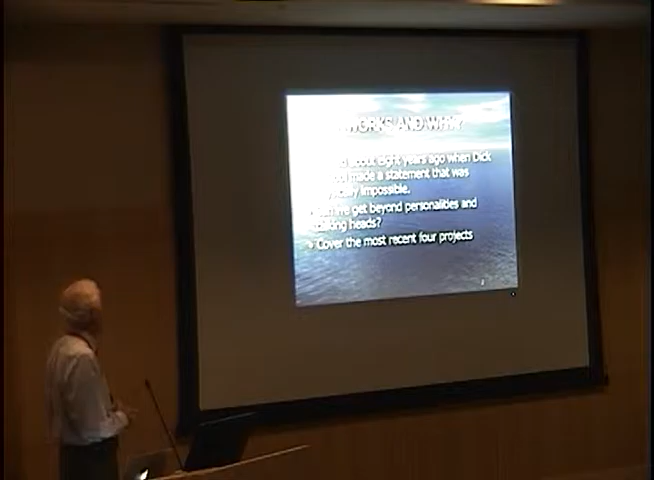 WORKS AND WHY?
about eight years ago when Dick
made a statement that was
impossible.
get beyond personalities and
heads?
Cover the most recent four projects
2